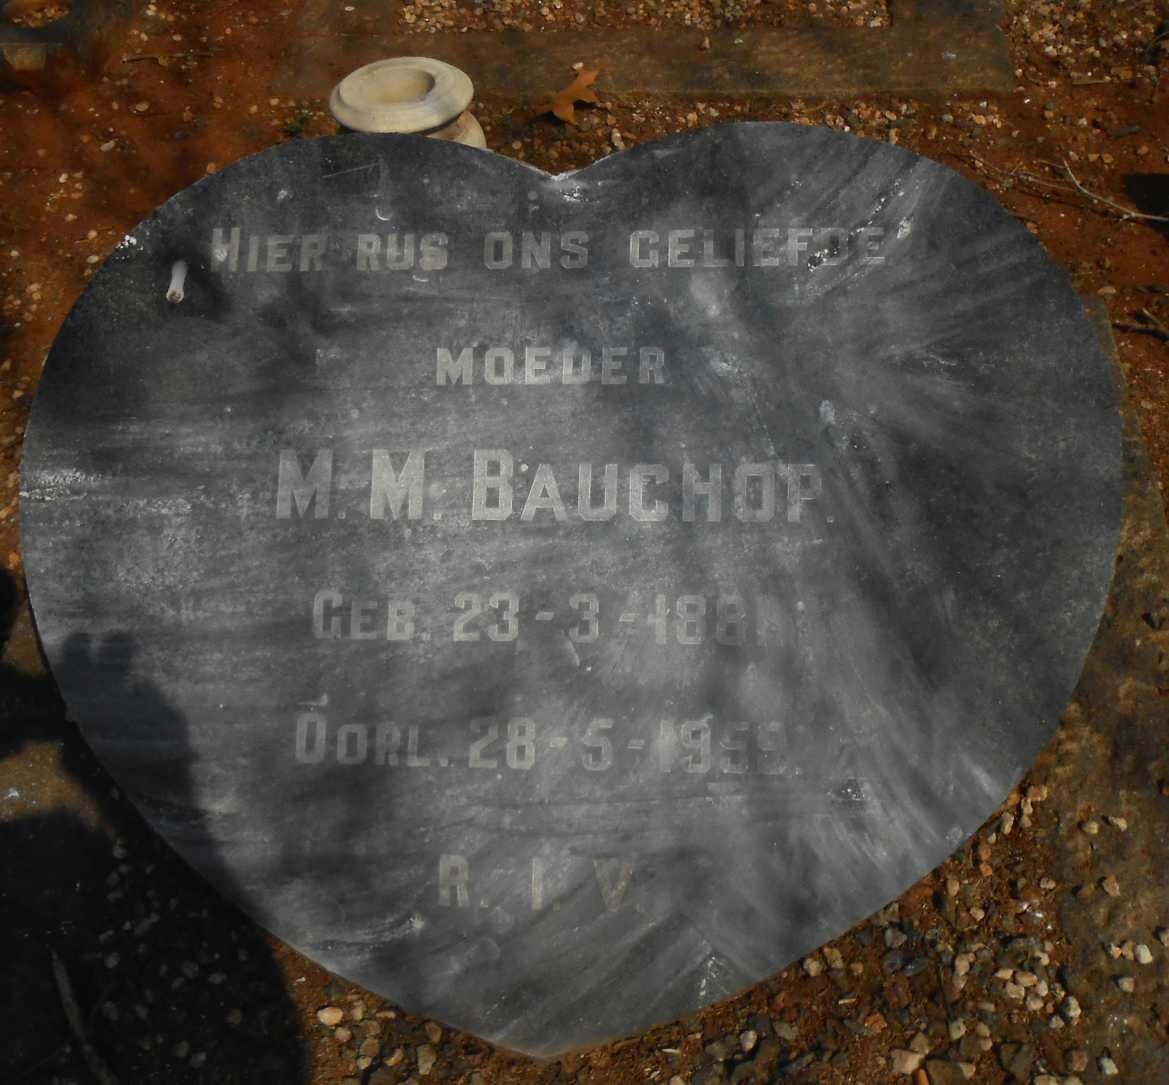 HIER RUS ONS GELIEFDE
MOEDER
M. M. BAUCHOP.
GEB. 23-3-1881
OORL. 28-5-1959.
R. I. V.